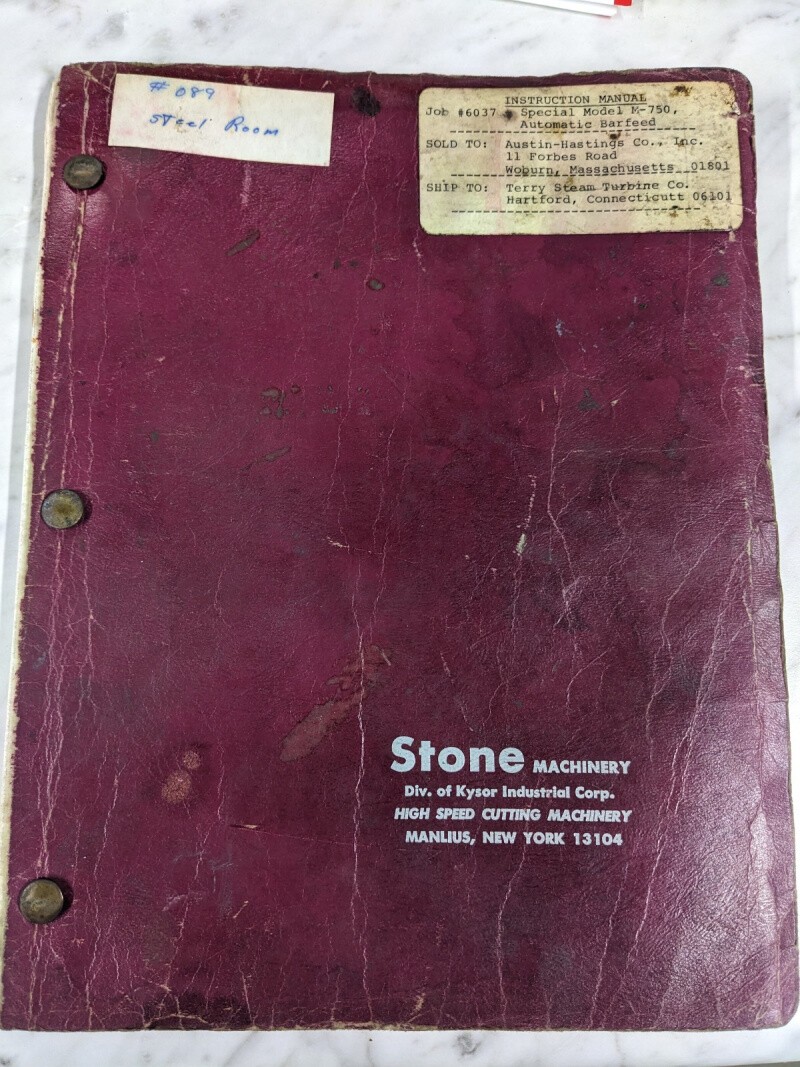 # 089
Steel Room
INSTRUCTION MANUAL
Job #6037 Special Model M-750,
Automatic Barfeed
SOLD TO: Austin-Hastings Co., Inc.
11 Forbes Road
Woburn, Massachusetts 01801
SHIP TO: Terry Steam Turbine Co.
Hartford, Connecticutt 06101
Stone MACHINERY
Div. of Kysor Industrial Corp.
HIGH SPEED CUTTING MACHINERY
MANLIUS, NEW YORK 13104